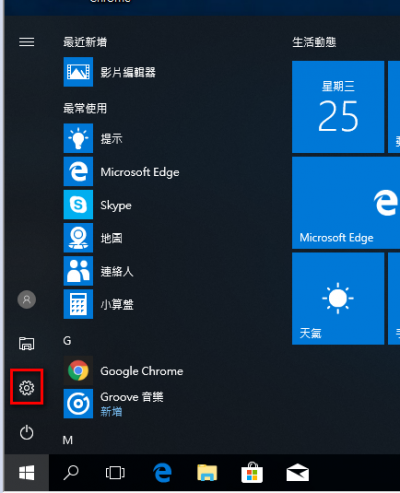 Chrome
最近新增
影片編輯器
最常使用
提示
Microsoft Edge
Skype
地圖
連絡人
小算盤
G
Google Chrome
Groove 音樂
新增
M
生活動態
星期三
25
Microsoft Edge
天氣